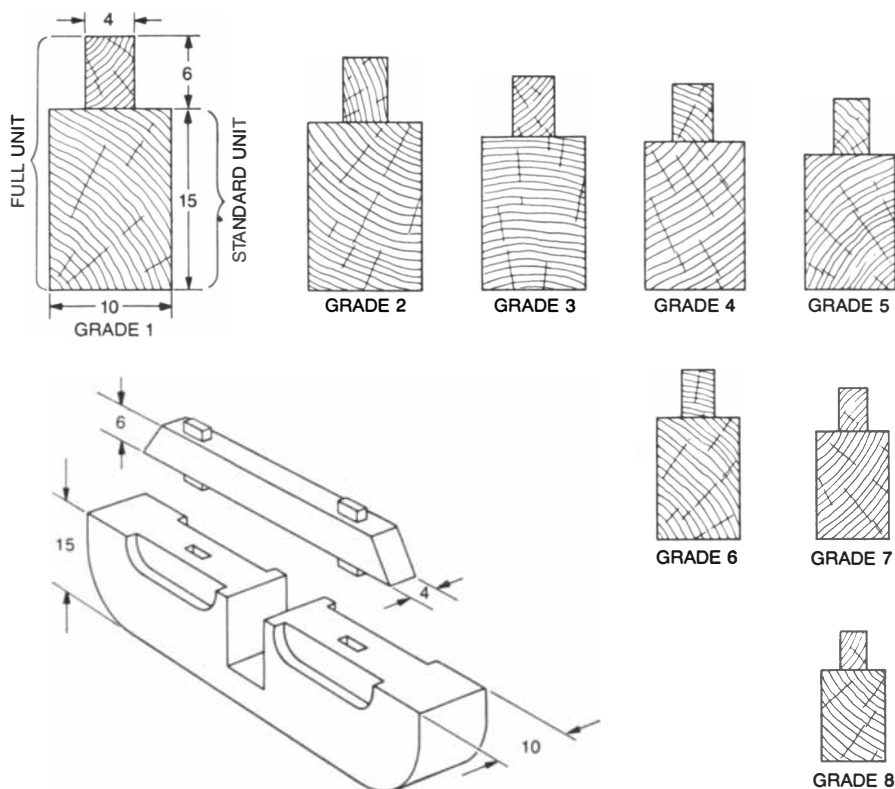 4
6
FULL UNIT
15
STANDARD UNIT
10
GRADE 1
GRADE 2
GRADE 3
GRADE 4
GRADE 5
6
15
4
10
GRADE 6
GRADE 7
GRADE 8